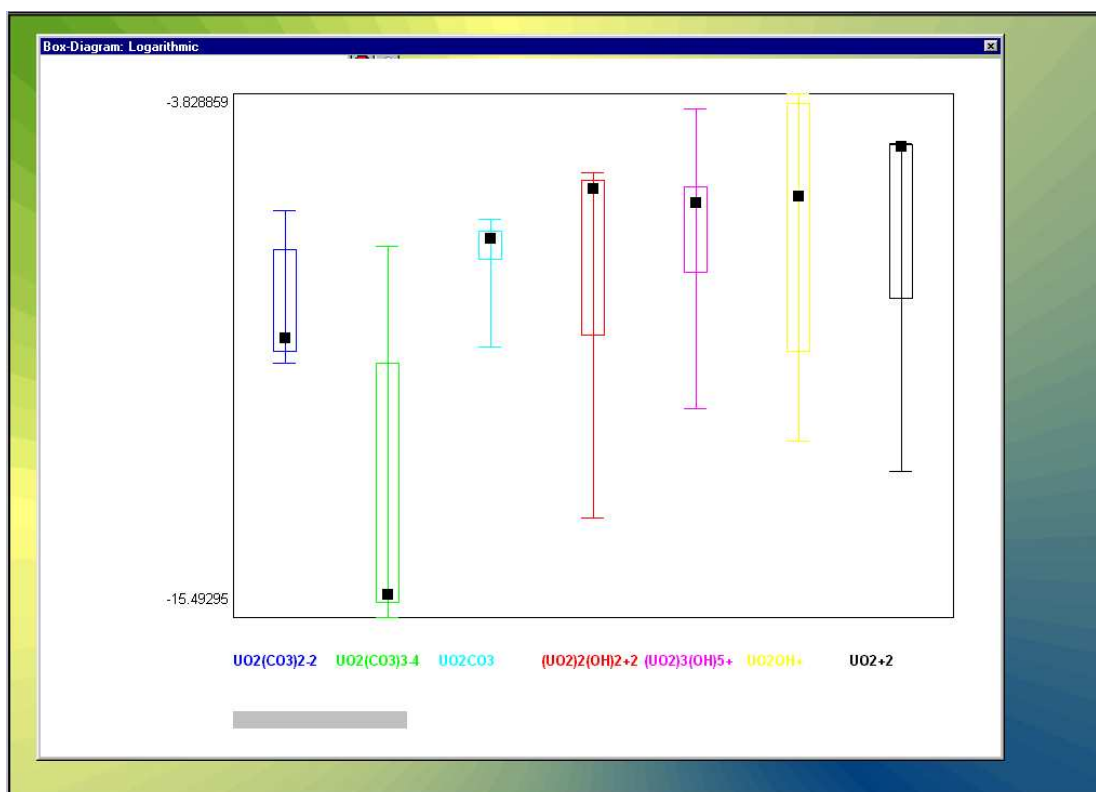 Box-Diagram: Logarithmic
-3.828859
-15.49295
UO2(CO3)2-2 UO2(CO3)3-4 UO2CO3 (UO2)2(OH)2+2 (UO2)3(OH)5+ UO2OH+ UO2+2